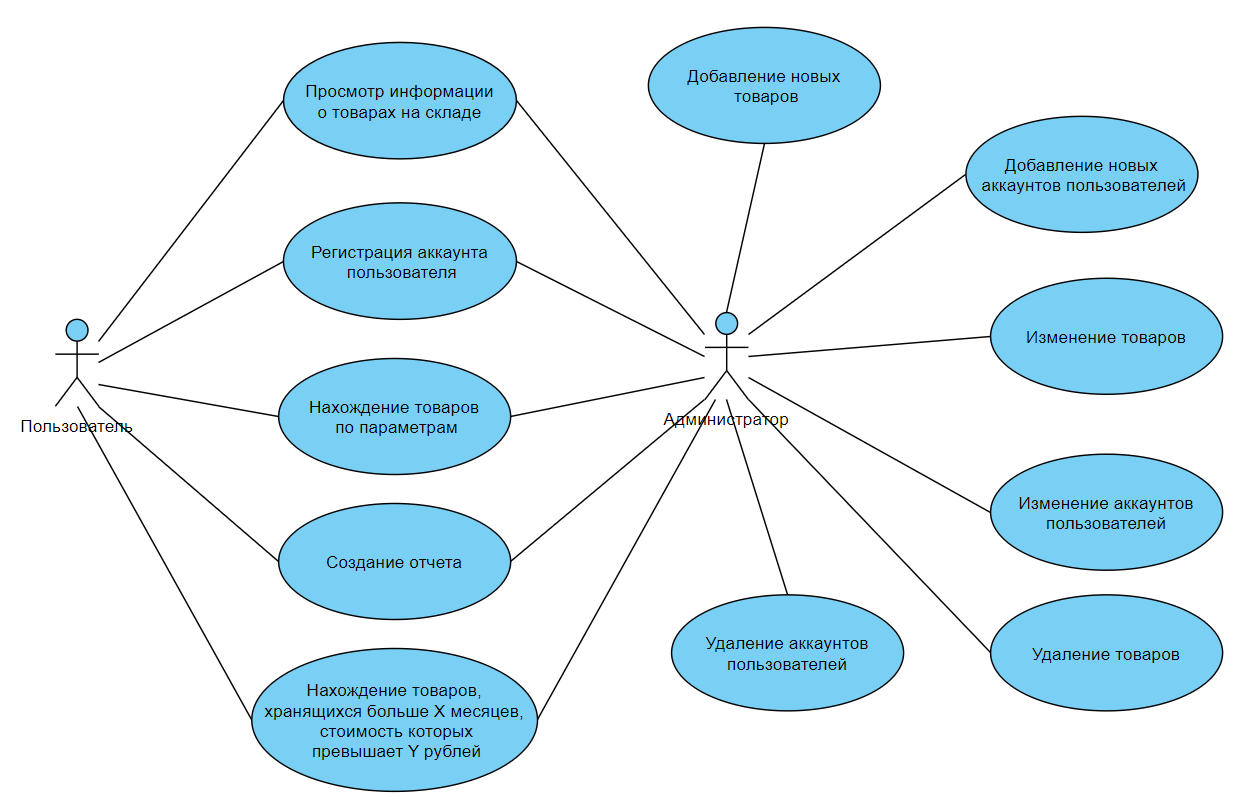 Просмотр информации
о товарах на складе
Добавление новых
товаров
Добавление новых
аккаунтов пользователей
Регистрация аккаунта
пользователя
Изменение товаров
Пользователь
Нахождение товаров
по параметрам
Администратор
Изменение аккаунтов
пользователей
Создание отчета
Удаление аккаунтов
пользователей
Удаление товаров
Нахождение товаров,
хранящихся больше X месяцев,
стоимость которых
превышает Y рублей